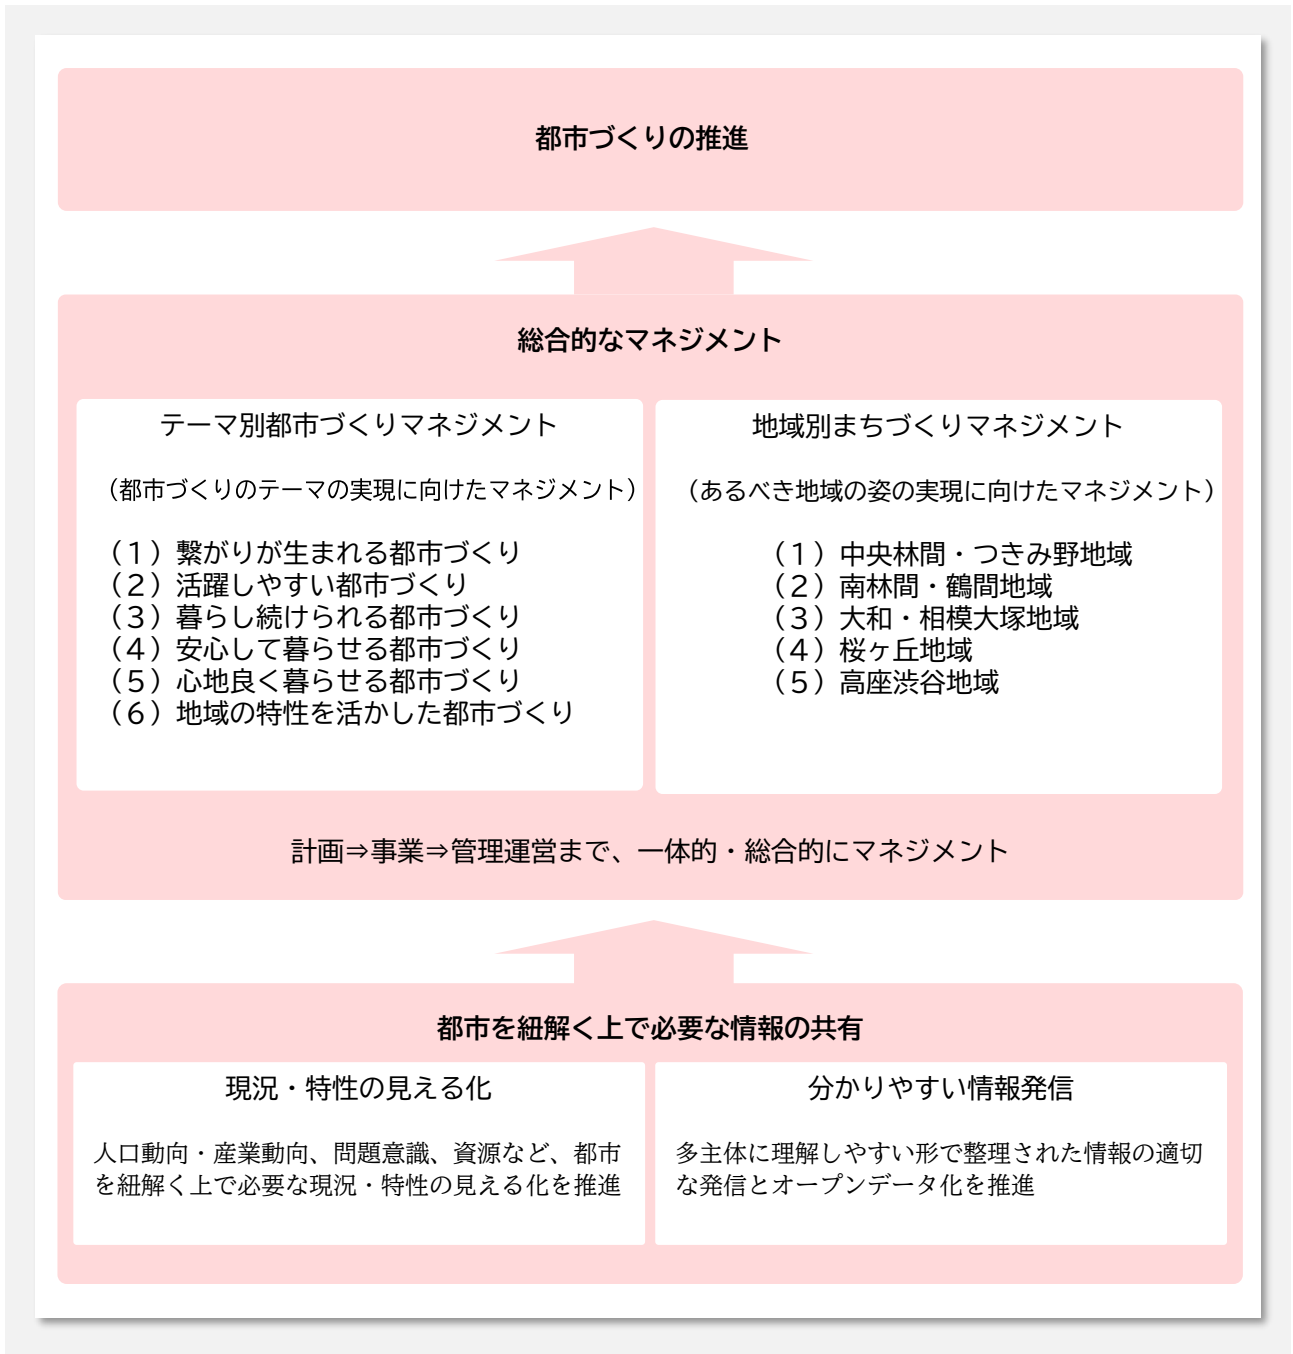 都市づくりの推進
総合的なマネジメント
テーマ別都市づくりマネジメント
（都市づくりのテーマの実現に向けたマネジメント）
（１）繋がりが生まれる都市づくり
（２）活躍しやすい都市づくり
（３）暮らし続けられる都市づくり
（４）安心して暮らせる都市づくり
（５）心地良く暮らせる都市づくり
（６）地域の特性を活かした都市づくり
地域別まちづくりマネジメント
（あるべき地域の姿の実現に向けたマネジメント）
（１）中央林間・つきみ野地域
（２）南林間・鶴間地域
（３）大和・相模大塚地域
（４）桜ヶ丘地域
（５）高座渋谷地域
計画⇒事業⇒管理運営まで、一体的・総合的にマネジメント
都市を紐解く上で必要な情報の共有
現況・特性の見える化
人口動向・産業動向、問題意識、資源など、都市
を紐解く上で必要な現況・特性の見える化を推進
分かりやすい情報発信
多主体に理解しやすい形で整理された情報の適切
な発信とオープンデータ化を推進